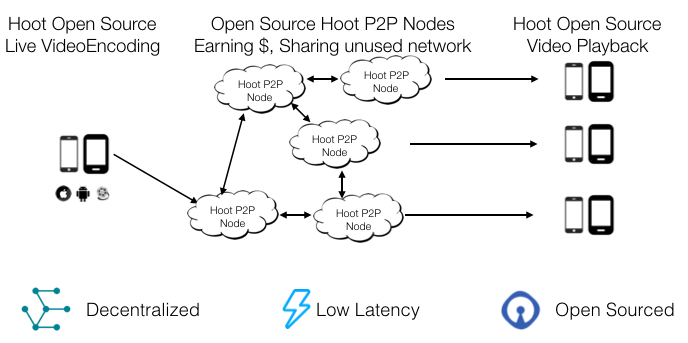 Hoot Open Source
Live VideoEncoding
Open Source Hoot P2P Nodes
Earning $, Sharing unused network
Hoot Open Source
Video Playback
Hoot P2P
Node
Hoot P2P
Node
Hoot P2P
Node
Hoot P2P
Node
Hoot P2P
Node
Decentralized
Low Latency
Open Sourced